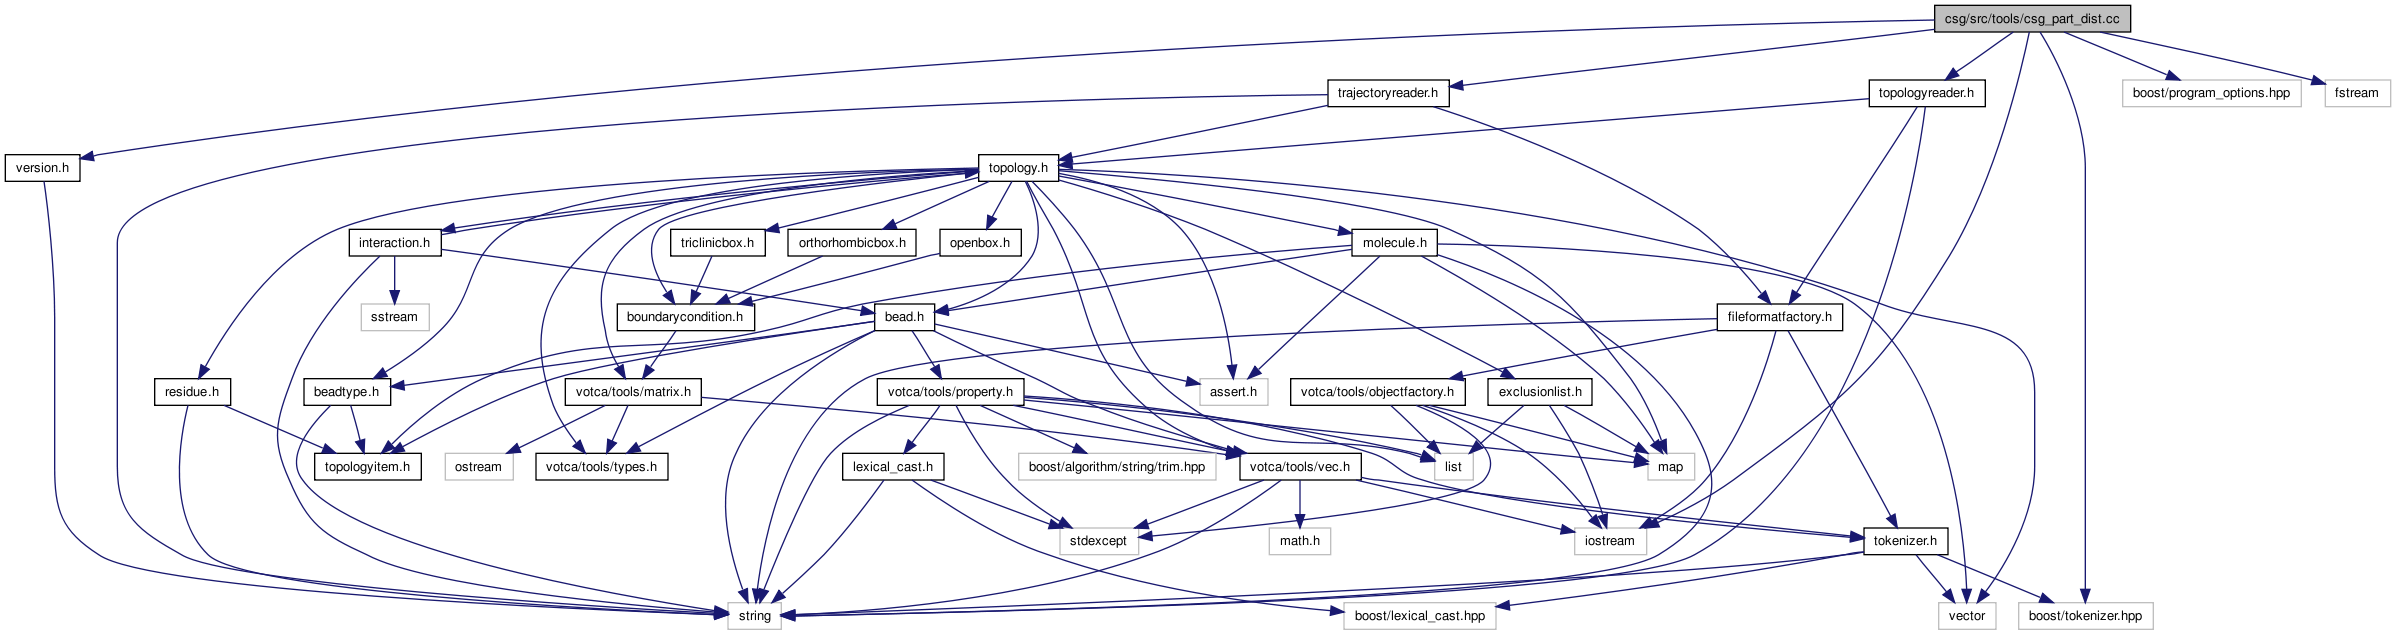 csg/src/tools/csg_part_dist.cc
trajectoryreader.h
topologyreader.h
boost/program_options.hpp
fstream
version.h
topology.h
interaction.h
triclinicbox.h
orthorhombicbox.h
openbox.h
molecule.h
sstream
boundarycondition.h
bead.h
fileformatfactory.h
residue.h
beadtype.h
votca/tools/matrix.h
votca/tools/property.h
assert.h
votca/tools/objectfactory.h
exclusionlist.h
topologyitem.h
ostream
votca/tools/types.h
lexical_cast.h
boost/algorithm/string/trim.hpp
votca/tools/vec.h
list
map
stdexcept
math.h
iostream
tokenizer.h
string
boost/lexical_cast.hpp
vector
boost/tokenizer.hpp